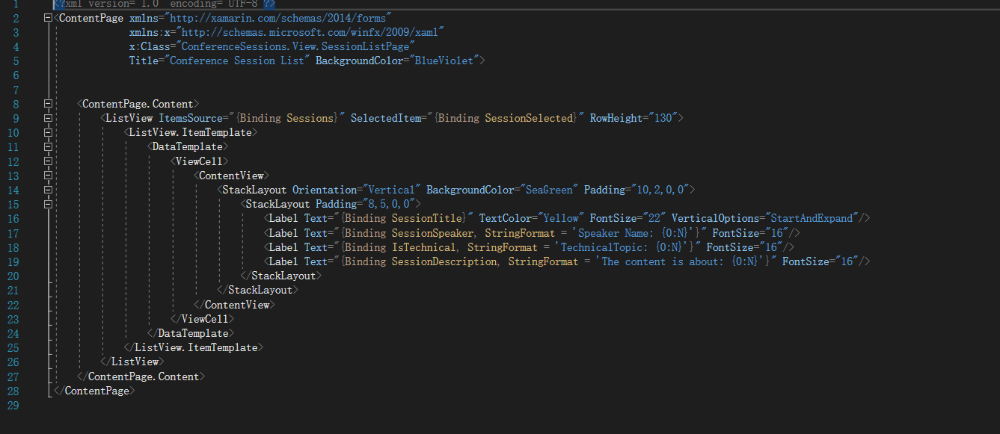 1 <?xml version="1.0" encoding="UTF-8"?>
2 <ContentPage xmlns="http://xamarin.com/schemas/2014/forms"
3 xmlns:x="http://schemas.microsoft.com/winfx/2009/xaml"
4 x:Class="ConferenceSessions.View.SessionListPage"
5 Title="Conference Session List" BackgroundColor="BlueViolet">
6
7
8 <ContentPage.Content>
9 <ListView ItemsSource="{Binding Sessions}" SelectedItem="{Binding SessionSelected}" RowHeight="130">
10 <ListView.ItemTemplate>
11 <DataTemplate>
12 <ViewCell>
13 <ContentView>
14 <StackLayout Orientation="Vertical" BackgroundColor="SeaGreen" Padding="10,2,0,0">
15 <StackLayout Padding="8,5,0,0">
16 <Label Text="{Binding SessionTitle}" TextColor="Yellow" FontSize="22" VerticalOptions="StartAndExpand"/>
17 <Label Text="{Binding SessionSpeaker, StringFormat = 'Speaker Name: {0:N}'}" FontSize="16"/>
18 <Label Text="{Binding IsTechnical, StringFormat = 'TechnicalTopic: {0:N}'}" FontSize="16"/>
19 <Label Text="{Binding SessionDescription, StringFormat = 'The content is about: {0:N}'}" FontSize="16"/>
20 </StackLayout>
21 </StackLayout>
22 </ContentView>
23 </ViewCell>
24 </DataTemplate>
25 </ListView.ItemTemplate>
26 </ListView>
27 </ContentPage.Content>
28 </ContentPage>
29